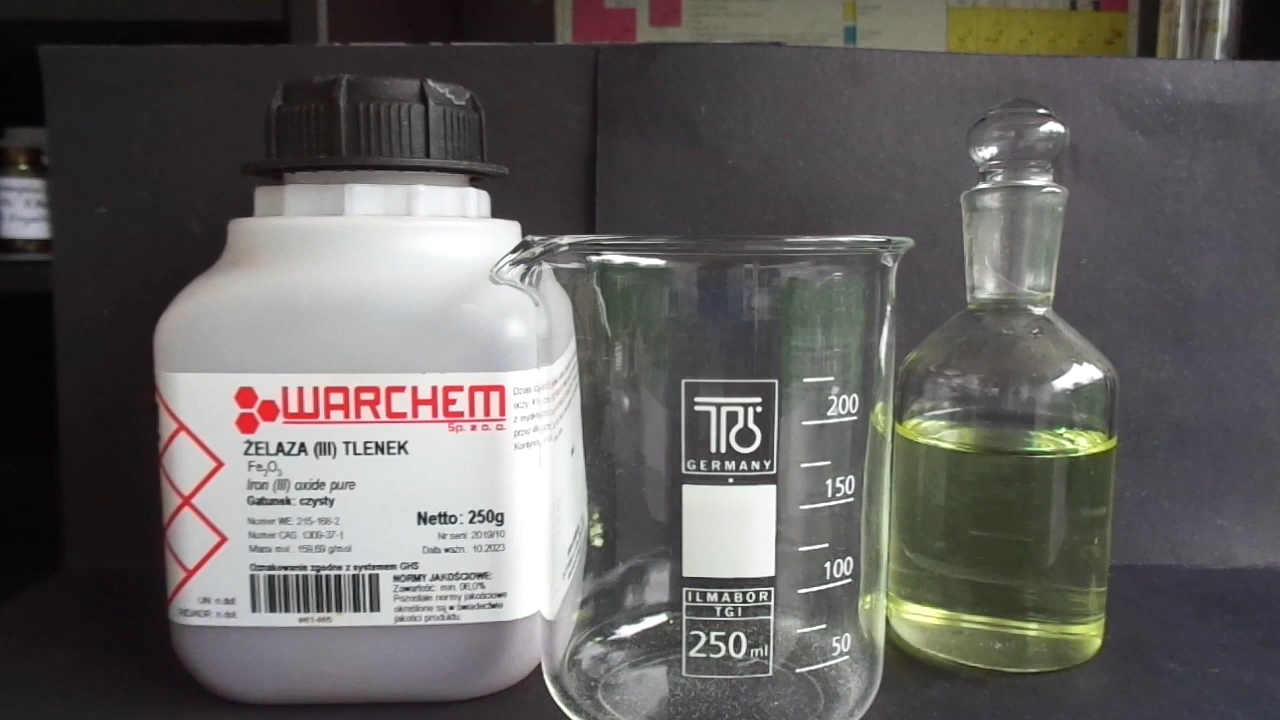 WARCHEM
Sp. z o.o.
ŻELAZA (III) TLENEK
Fe2O3
Iron (III) oxide pure
Gatunek: czysty
Numer WE: 215-168-2
Numer CAS: 1309-37-1
Masa mol.: 159,69 g/mol
Netto: 250g
Nr serii: 2019/10
Data ważn. 10.2023
Oznakowanie zgodne z systemem GHS
NORMY JAKOŚCIOWE:
Zawartość: min. 96,0%
Pozostałe normy jakościowe
określone są w świadectwie
jakości produktu.
UN: n.dot.
RID/ADR: n.dot.
GERMANY
ILMABOR
TGI
250 ml
200
150
100
50